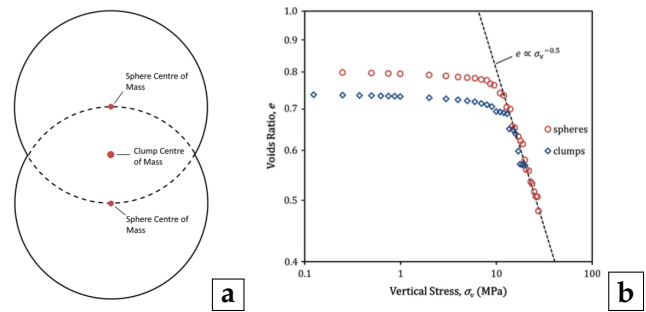 Sphere Centre of
Mass
Clump Centre
of Mass
Sphere Centre of
Mass
a
1.0
0.9
0.8
0.7
0.6
0.5
0.4
Voids Ratio, e
e ∝ σᵥ⁻⁰·⁵
spheres
clumps
0.1
1
10
100
Vertical Stress, σᵥ (MPa)
b